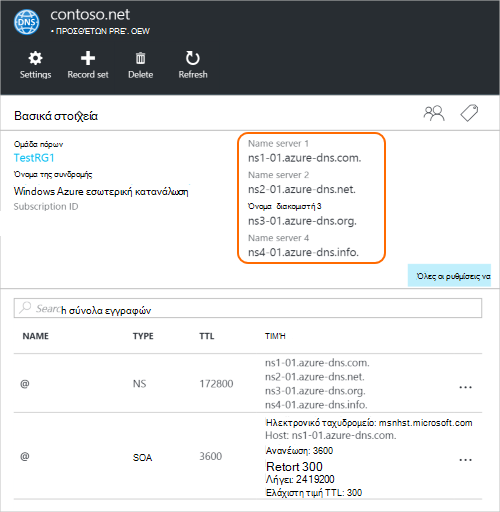 DNS
contoso.net
• ΠΡΟΣΘΈΤΩΝ PRE'. OEW
Settings
Record set
Delete
Refresh
Βασικά στοιχεία
Ομάδα πόρων
TestRG1
Όνομα της συνδρομής
Windows Azure εσωτερική κατανάλωση
Subscription ID
Name server 1
ns1-01.azure-dns.com.
Name server 2
ns2-01.azure-dns.net.
Όνομα διακομιστή 3
ns3-01.azure-dns.org.
Name server 4
ns4-01.azure-dns.info.
Όλες οι ρυθμίσεις να
Search σύνολα εγγραφών
NAME TYPE TTL ΤΙΜΉ
@ NS 172800
ns1-01.azure-dns.com.
ns2-01.azure-dns.net.
ns3-01.azure-dns.org.
ns4-01.azure-dns.info.
@ SOA 3600
Ηλεκτρονικό ταχυδρομείο: msnhst.microsoft.com
Host: ns1-01.azure-dns.com.
Ανανέωση: 3600
Retort 300
Λήγει: 2419200
Ελάχιστη τιμή TTL: 300